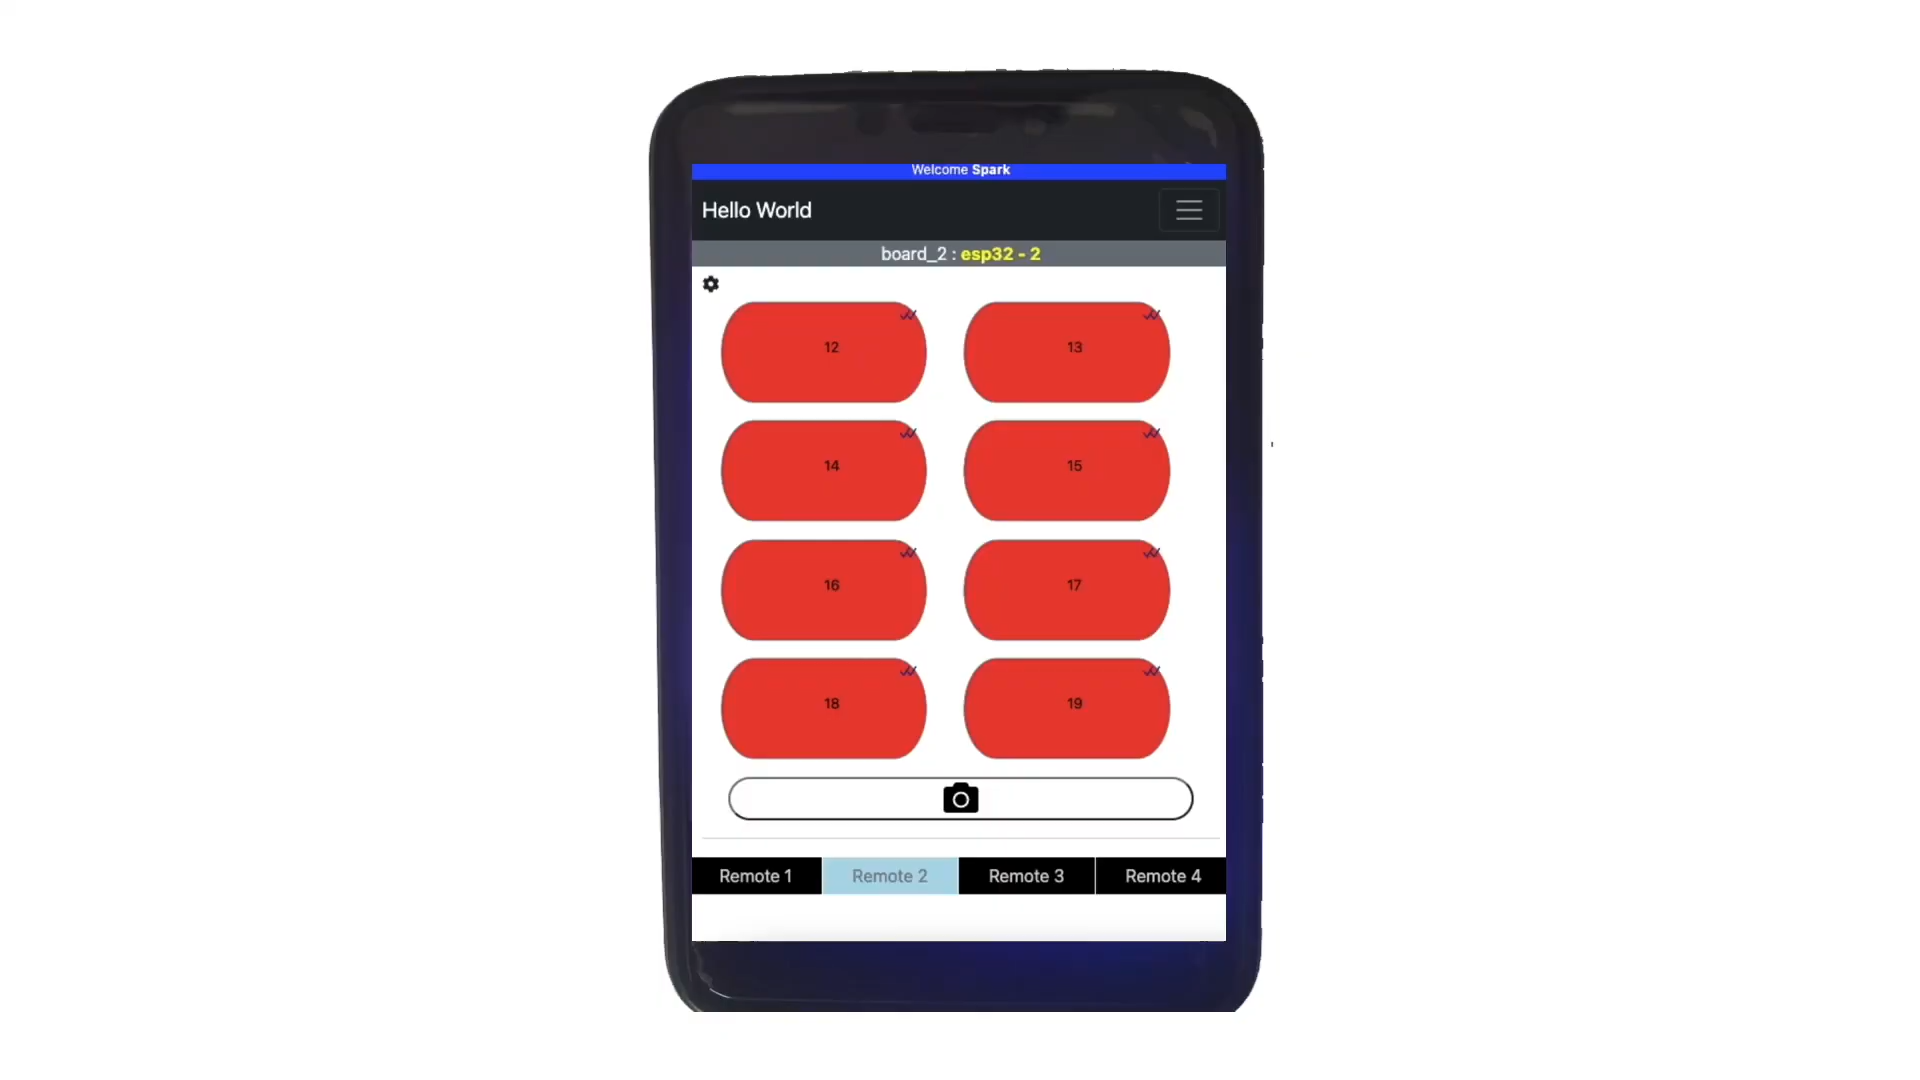 Welcome Spark
Hello World
board_2 : esp32 - 2
12 13
14 15
16 17
18 19
Remote 1 Remote 2 Remote 3 Remote 4